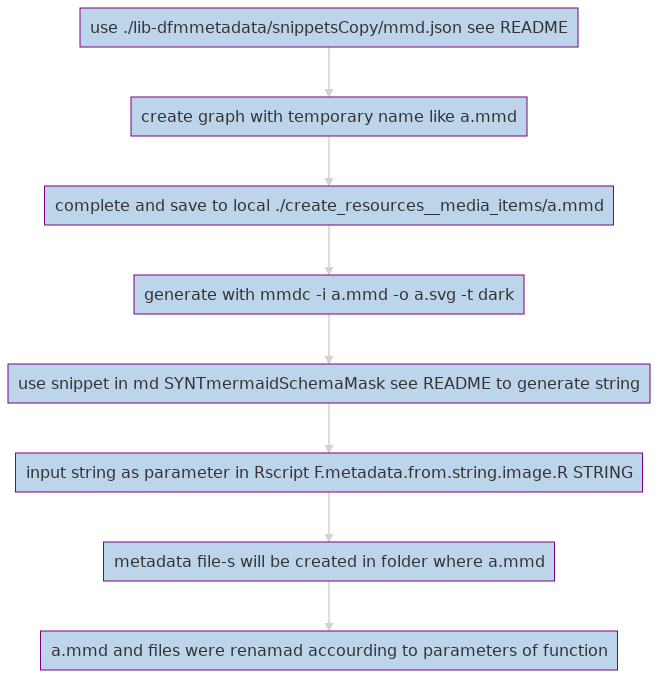 use ./lib-dfmmetadata/snippetsCopy/mmd.json see README
create graph with temporary name like a.mmd
complete and save to local ./create_resources__media_items/a.mmd
generate with mmdc -i a.mmd -o a.svg -t dark
use snippet in md SYNTmermaidSchemaMask see README to generate string
input string as parameter in Rscript F.metadata.from.string.image.R STRING
metadata file-s will be created in folder where a.mmd
a.mmd and files were renamad accourding to parameters of function